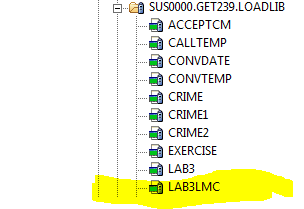 SUS0000.GET239.LOADLIB
ACCEPTCM
CALLTEMP
CONVDATE
CONVTEMP
CRIME
CRIME1
CRIME2
EXERCISE
LAB3
LAB3LMC